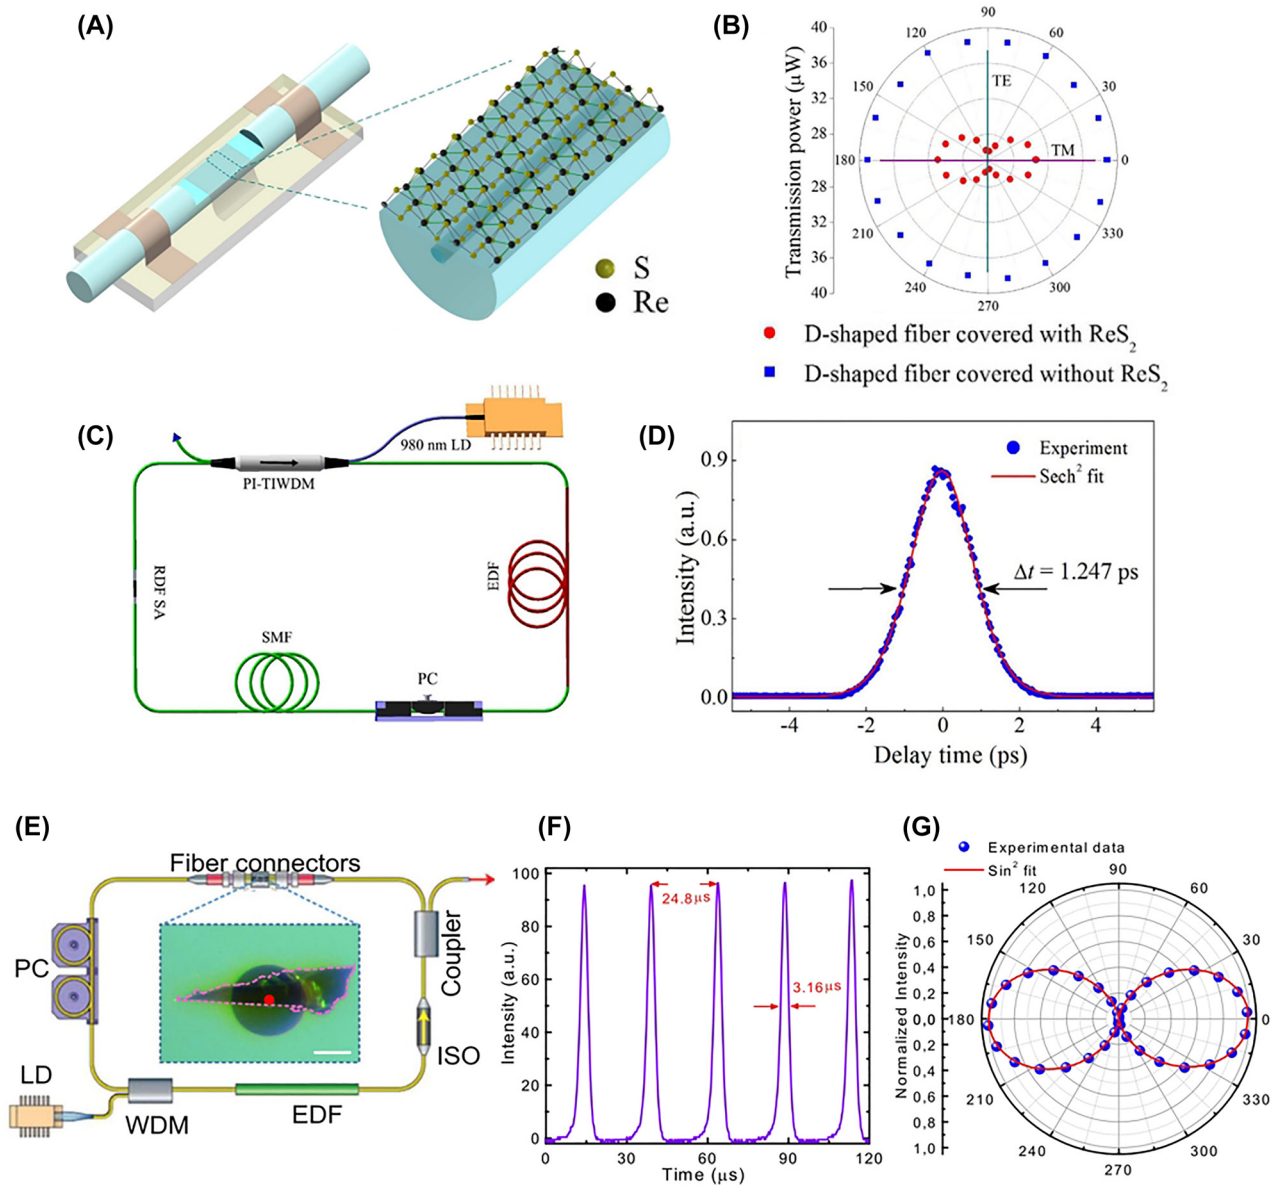 (A)
S
Re
(B)
Transmission power (µW)
40
36
32
28
28
32
36
40
90
60
30
0
330
300
270
240
210
180
150
120
TE
TM
D-shaped fiber covered with ReS2
D-shaped fiber covered without ReS2
(C)
980 nm LD
PI-TIWDM
RDF SA
EDF
SMF
PC
(D)
Experiment
Sech2 fit
Δt = 1.247 ps
Intensity (a.u.)
0.9
0.6
0.3
0.0
-4 -2 0 2 4
Delay time (ps)
(E)
Fiber connectors
PC
Coupler
ISO
LD
WDM
EDF
(F)
Intensity (a.u.)
100
80
60
40
20
0
24.8µs
3.16µs
0 30 60 90 120
Time (µs)
(G)
Experimental data
Sin2 fit
Normalized Intensity
1,0
0,8
0,6
0,4
0,2
0,0
0,2
0,4
0,6
0,8
1,0
90
60
30
0
330
300
270
240
210
180
150
120